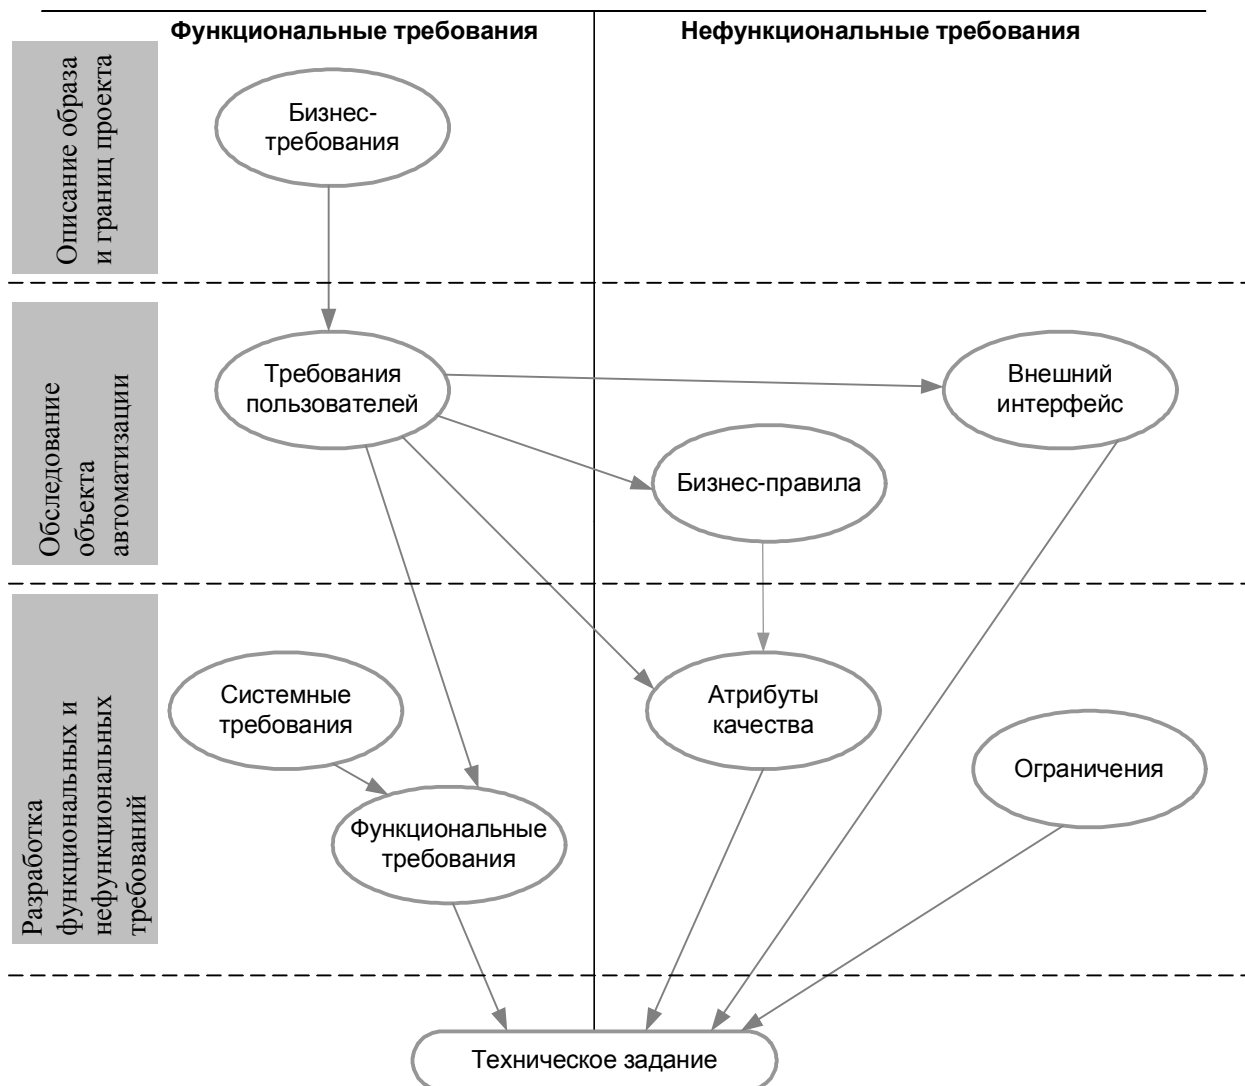 Функциональные требования
Нефункциональные требования
Описание образа
и границ проекта
Бизнес-
требования
Обследование
объекта
автоматизации
Требования
пользователей
Внешний
интерфейс
Бизнес-правила
Разработка
функциональных и
нефункциональных
требований
Системные
требования
Атрибуты
качества
Ограничения
Функциональные
требования
Техническое задание